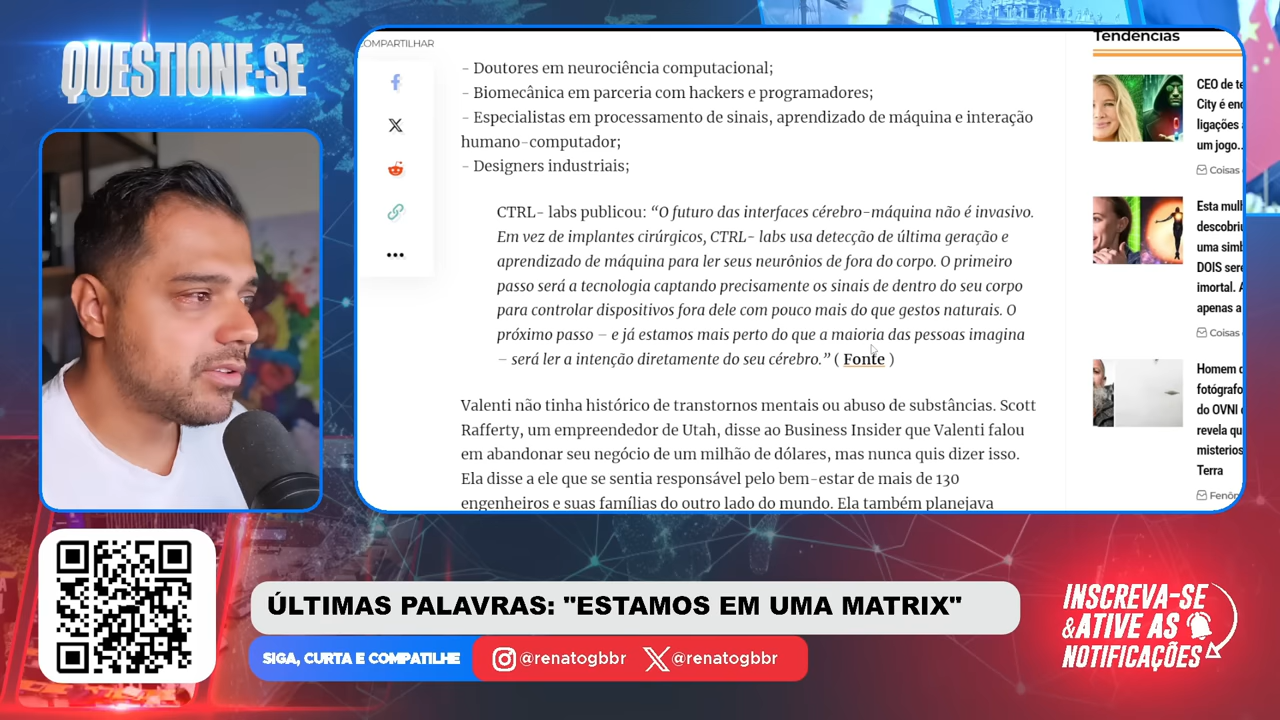 QUESTIONE-SE
COMPARTILHAR
- Doutores em neurociência computacional;
- Biomecânica em parceria com hackers e programadores;
- Especialistas em processamento de sinais, aprendizado de máquina e interação
humano-computador;
- Designers industriais;
CTRL- labs publicou: “O futuro das interfaces cérebro-máquina não é invasivo.
Em vez de implantes cirúrgicos, CTRL- labs usa detecção de última geração e
aprendizado de máquina para ler seus neurônios de fora do corpo. O primeiro
passo será a tecnologia captando precisamente os sinais de dentro do seu corpo
para controlar dispositivos fora dele com pouco mais do que gestos naturais. O
próximo passo – e já estamos mais perto do que a maioria das pessoas imagina
– será ler a intenção diretamente do seu cérebro.” ( Fonte )
Valenti não tinha histórico de transtornos mentais ou abuso de substâncias. Scott
Rafferty, um empreendedor de Utah, disse ao Business Insider que Valenti falou
em abandonar seu negócio de um milhão de dólares, mas nunca quis dizer isso.
Ela disse a ele que se sentia responsável pelo bem-estar de mais de 130
engenheiros e suas famílias do outro lado do mundo. Ela também planejava
Tendências
CEO de te
City é enc
ligações a
um jogo..
Coisas
Esta mulh
descobriu
uma simb
DOIS sere
imortal. A
apenas a
Coisas
Homem d
fotógrafo
do OVNI
revela qu
misterios
Terra
Fenôn
ÚLTIMAS PALAVRAS: "ESTAMOS EM UMA MATRIX"
SIGA, CURTA E COMPATILHE
@renatogbbr
@renatogbbr
INSCREVA-SE
&ATIVE AS
NOTIFICAÇÕES